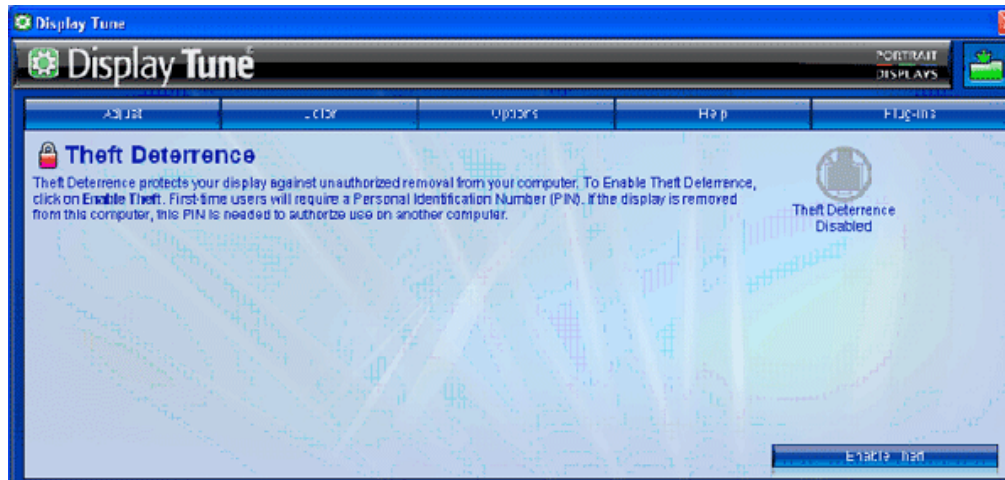 Display Tune
Display Tune
PORTRAIT
DISPLAYS
Adjust Color Options Help Plug-ins
Theft Deterrence
Theft Deterrence protects your display against unauthorized removal from your computer. To Enable Theft Deterrence,
click on Enable Theft. First-time users will require a Personal Identification Number (PIN). If the display is removed
from this computer, this PIN is needed to authorize use on another computer.
Theft Deterrence
Disabled
Enable Theft